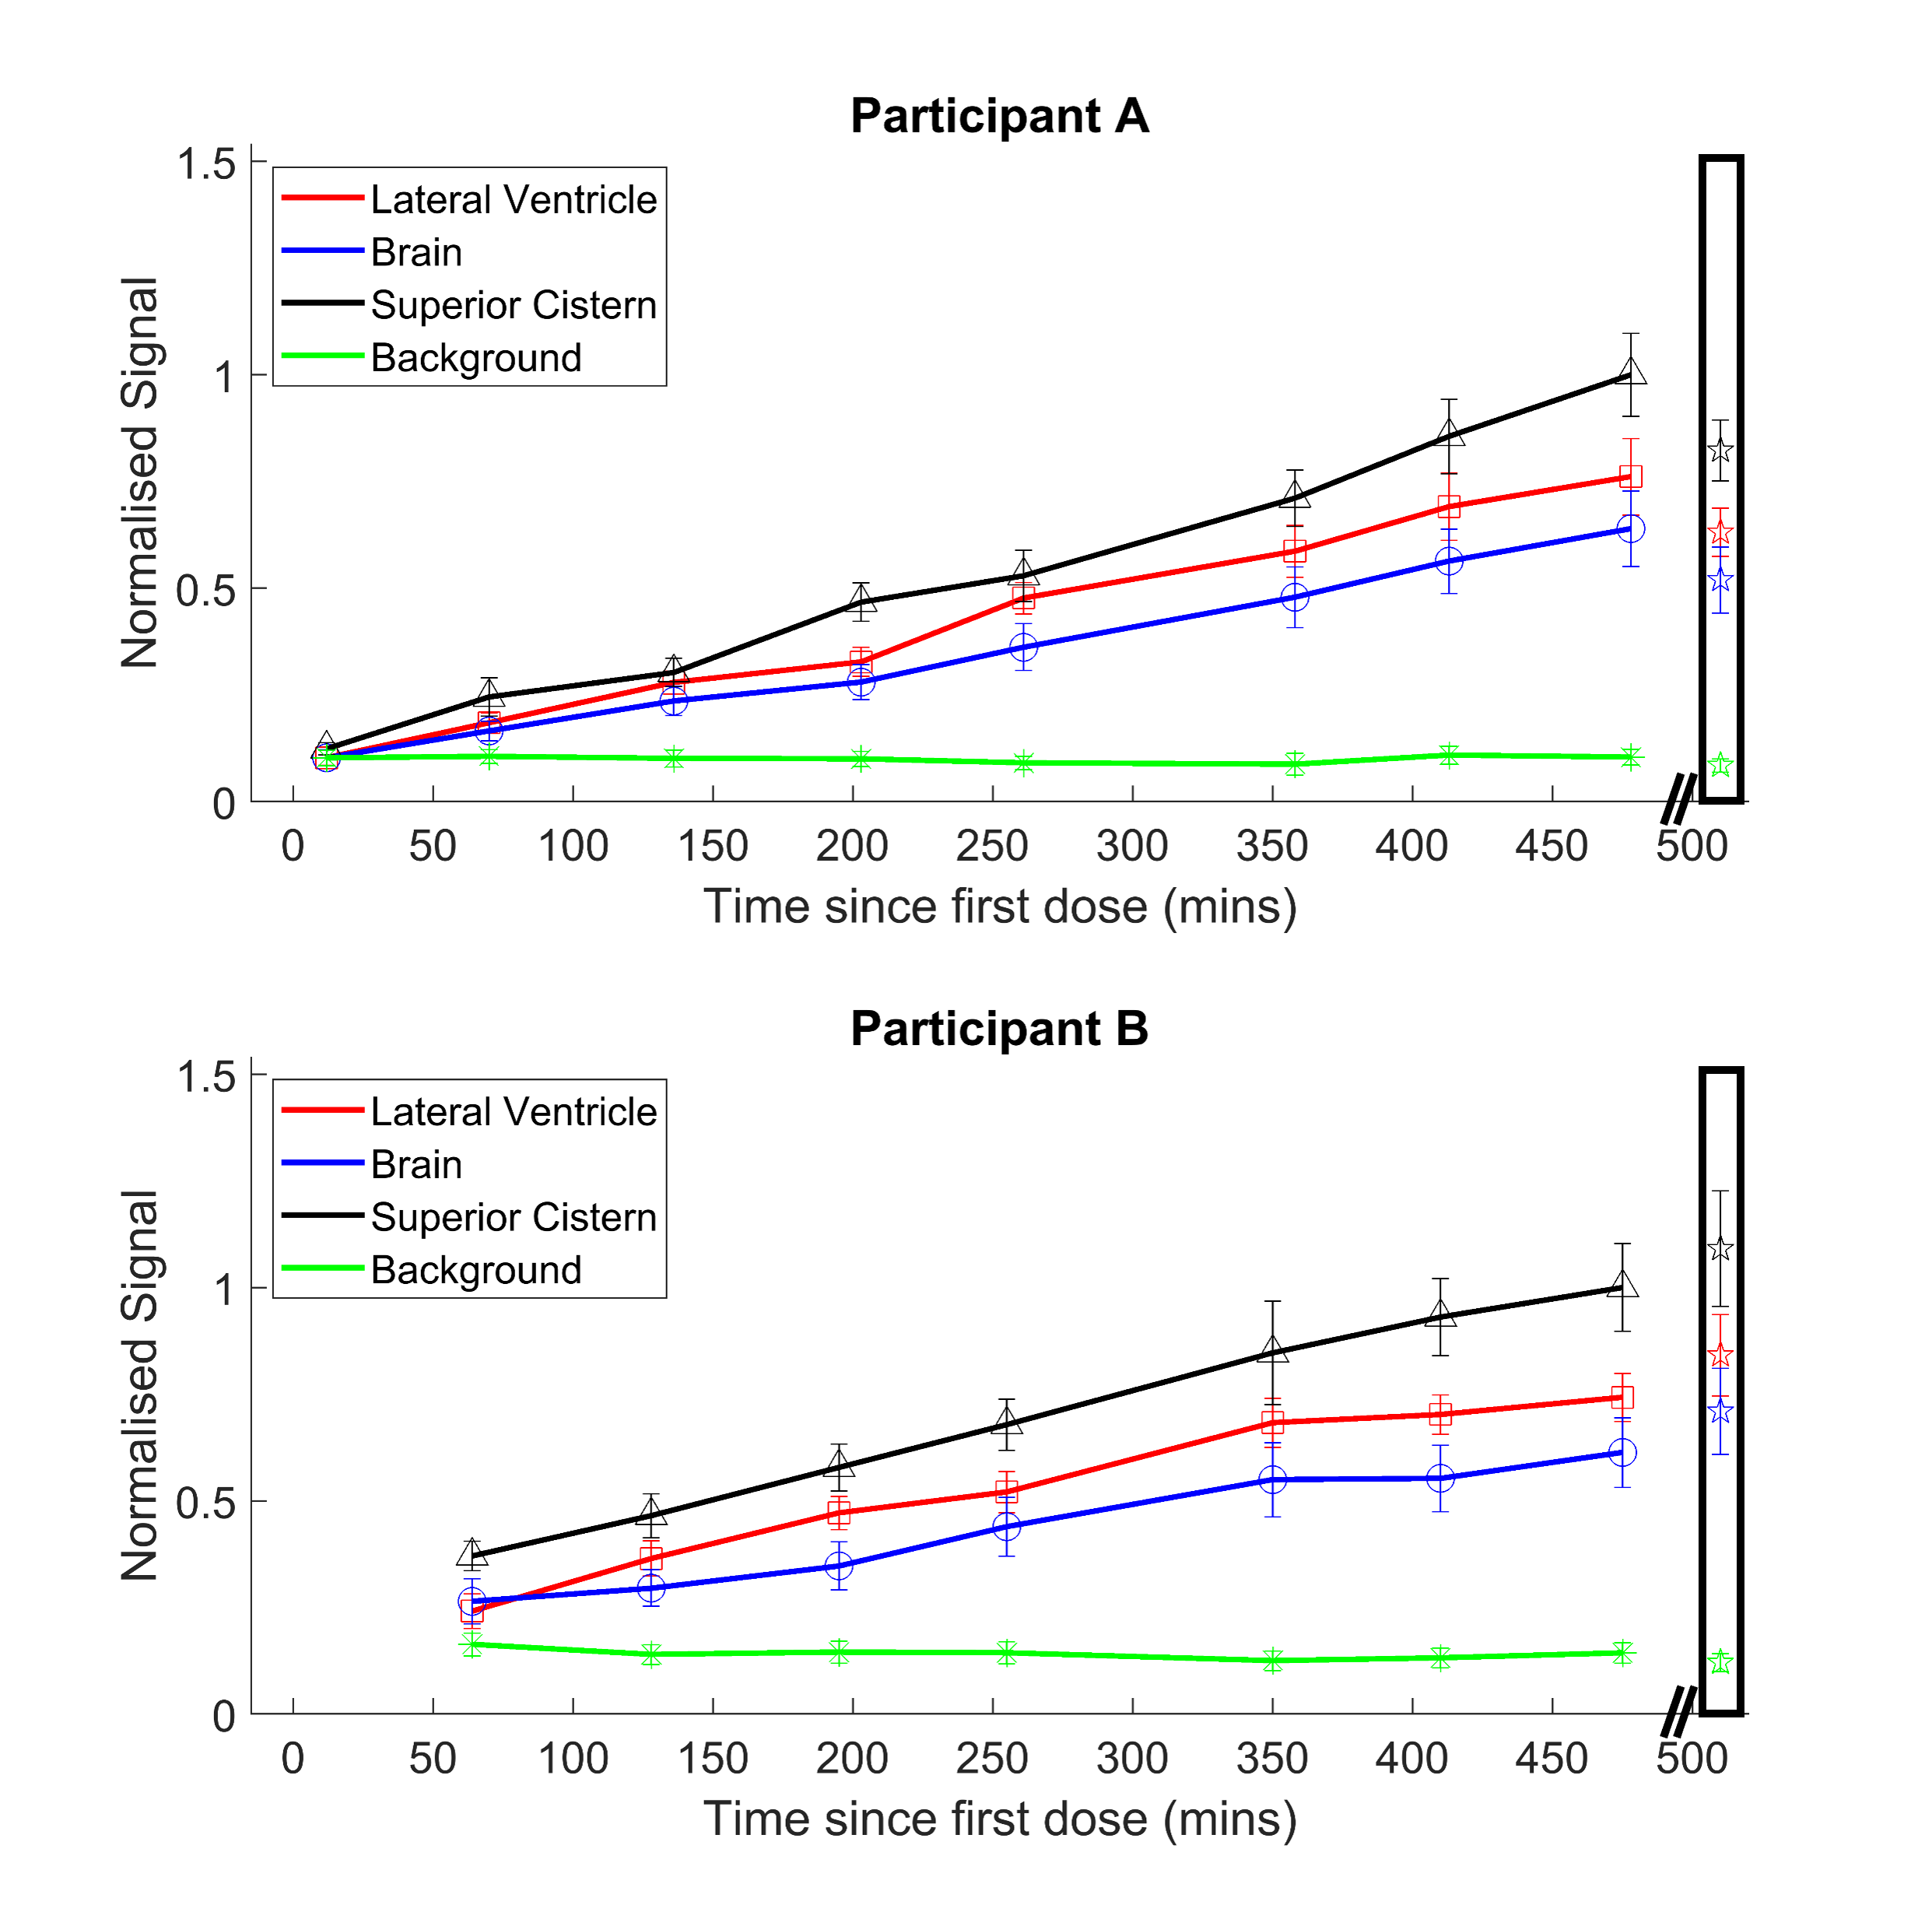 Participant A
1.5
1
0.5
0
Normalised Signal
Lateral Ventricle
Brain
Superior Cistern
Background
0 50 100 150 200 250 300 350 400 450 500
Time since first dose (mins)
Participant B
1.5
1
0.5
0
Normalised Signal
Lateral Ventricle
Brain
Superior Cistern
Background
0 50 100 150 200 250 300 350 400 450 500
Time since first dose (mins)